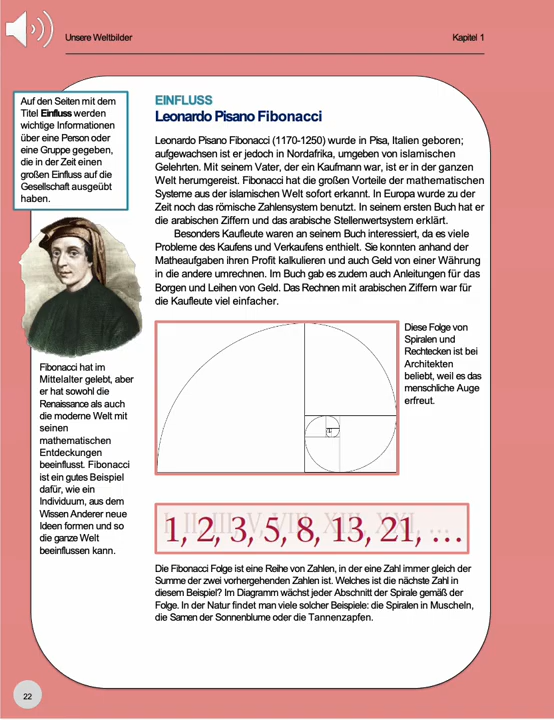 Unsere Weltbilder
Kapitel 1
Auf den Seiten mit dem
Titel Einfluss werden
wichtige Informationen
über eine Person oder
eine Gruppe gegeben,
die in der Zeit einen
großen Einfluss auf die
Gesellschaft ausgeübt
haben.
EINFLUSS
Leonardo Pisano Fibonacci
Leonardo Pisano Fibonacci (1170-1250) wurde in Pisa, Italien geboren;
aufgewachsen ist er jedoch in Nordafrika, umgeben von islamischen
Gelehrten. Mit seinem Vater, der ein Kaufmann war, ist er in der ganzen
Welt herumgereist. Fibonacci hat die großen Vorteile der mathematischen
Systeme aus der islamischen Welt sofort erkannt. In Europa wurde zu der
Zeit noch das römische Zahlensystem benutzt. In seinem ersten Buch hat er
die arabischen Ziffern und das arabische Stellenwertsystem erklärt.
Besonders Kaufleute waren an seinem Buch interessiert, da es viele
Probleme des Kaufens und Verkaufens enthielt. Sie konnten anhand der
Matheaufgaben ihren Profit kalkulieren und auch Geld von einer Währung
in die andere umrechnen. Im Buch gab es zudem auch Anleitungen für das
Borgen und Leihen von Geld. Das Rechnen mit arabischen Ziffern war für
die Kaufleute viel einfacher.
Fibonacci hat im
Mittelalter gelebt, aber
er hat sowohl die
Renaissance als auch
die moderne Welt mit
seinen
mathematischen
Entdeckungen
beeinflusst. Fibonacci
ist ein gutes Beispiel
dafür, wie ein
Individuum, aus dem
Wissen Anderer neue
Ideen formen und so
die ganze Welt
beeinflussen kann.
Diese Folge von
Spiralen und
Rechtecken ist bei
Architekten
beliebt, weil es das
menschliche Auge
erfreut.
I, II, III, V, VIII, XIII, XXI, ...
1, 2, 3, 5, 8, 13, 21, ...
Die Fibonacci Folge ist eine Reihe von Zahlen, in der eine Zahl immer gleich der
Summe der zwei vorhergehenden Zahlen ist. Welches ist die nächste Zahl in
diesem Beispiel? Im Diagramm wächst jeder Abschnitt der Spirale gemäß der
Folge. In der Natur findet man viele solcher Beispiele: die Spiralen in Muscheln,
die Samen der Sonnenblume oder die Tannenzapfen.
22